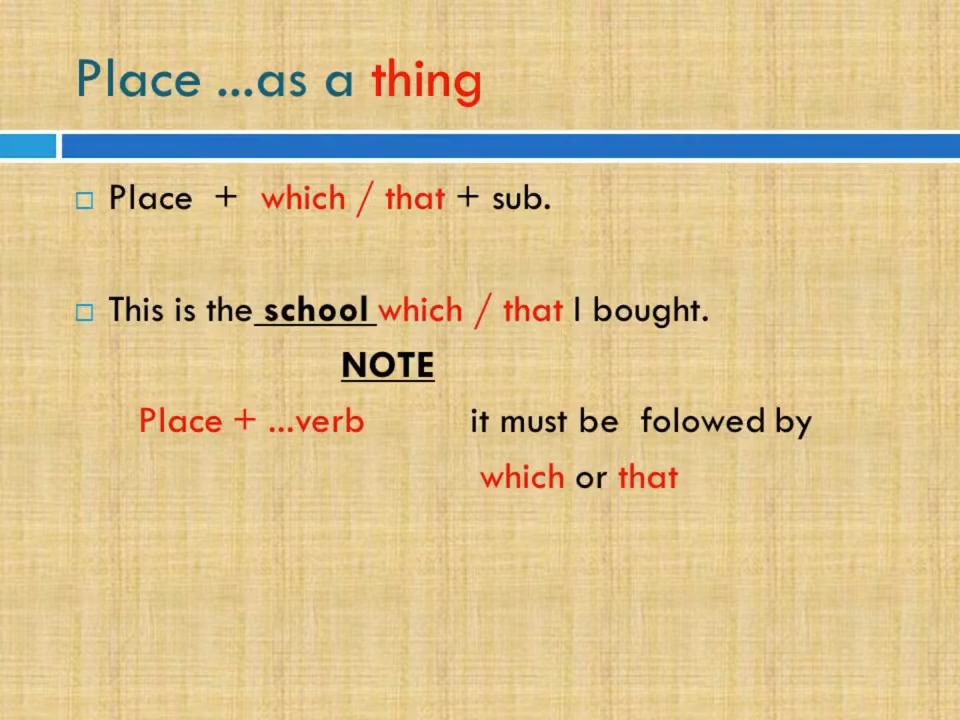 Place ...as a thing
Place + which / that + sub.
This is the school which / that I bought.
NOTE
Place + ...verb it must be folowed by
which or that